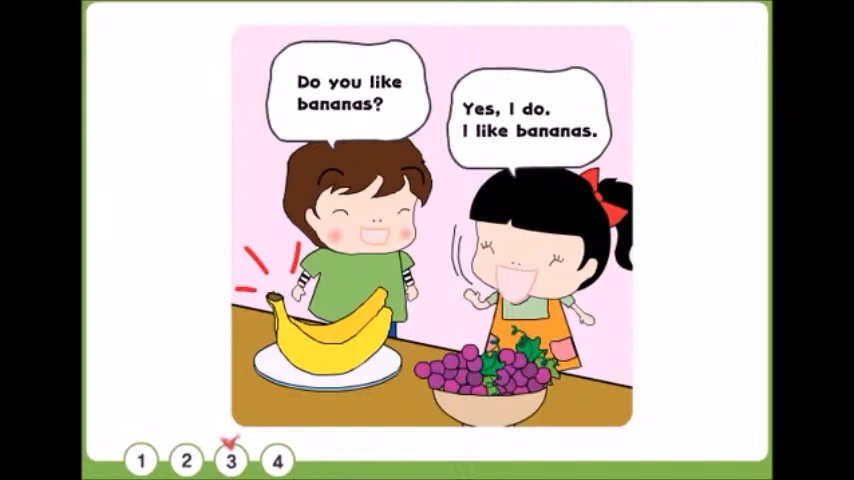 Do you like
bananas?
Yes, I do.
I like bananas.
1 2 3 4